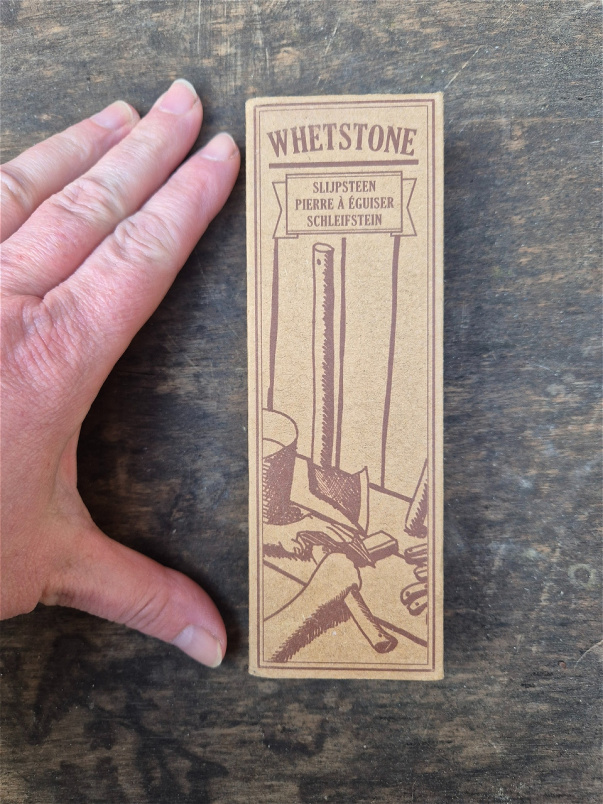 WHETSTONE
SLIJPSTEEN
PIERRE À ÉGUISER
SCHLEIFSTEIN